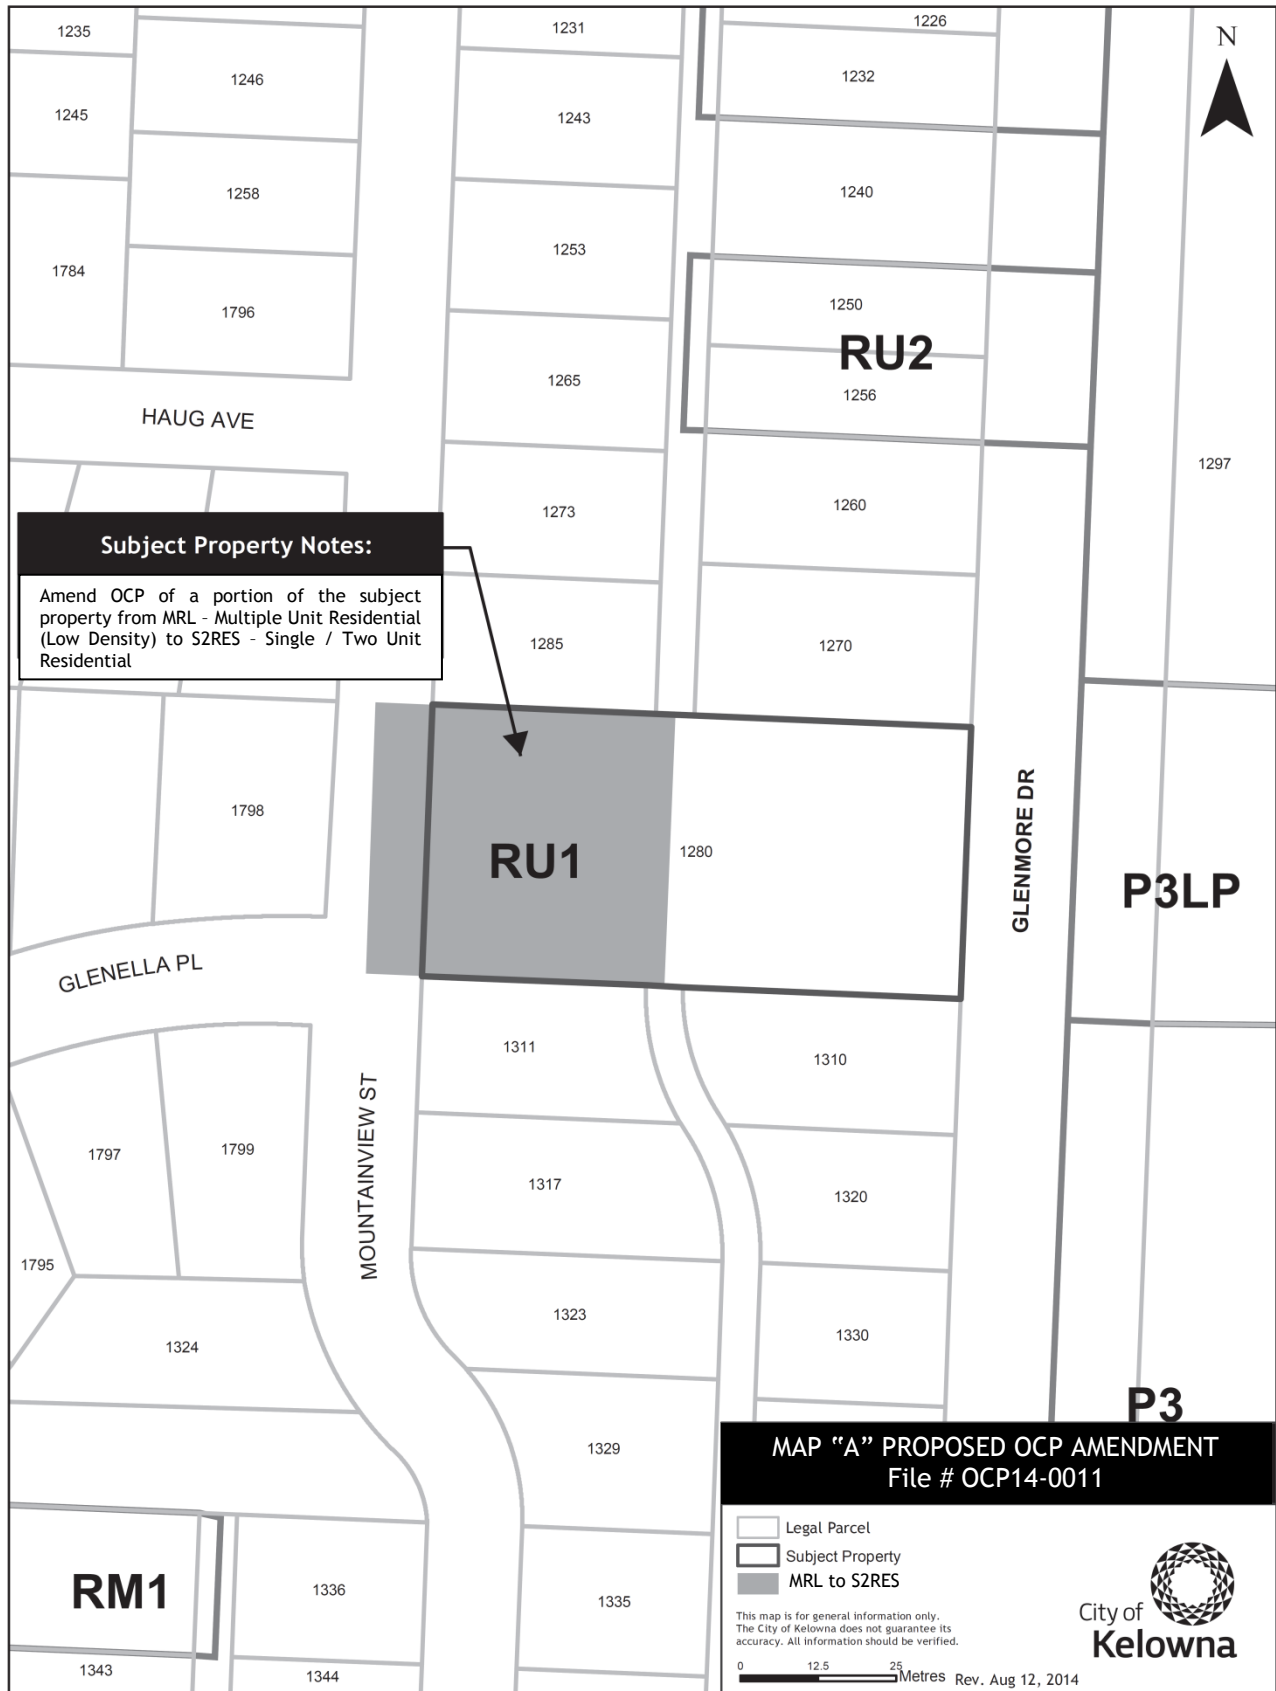 1235
1231
1226
N
1246
1232
1245
1243
1258
1240
1253
1784
1250
1796
RU2
1265
1256
HAUG AVE
1297
1273
1260
Subject Property Notes:
Amend OCP of a portion of the subject
property from MRL - Multiple Unit Residential
(Low Density) to S2RES - Single / Two Unit
Residential
1285
1270
1798
RU1
1280
GLENMORE DR
P3LP
GLENELLA PL
1311
1310
MOUNTAINVIEW ST
1797
1799
1317
1320
1795
1323
1330
1324
P3
1329
MAP "A" PROPOSED OCP AMENDMENT
File # OCP14-0011
Legal Parcel
Subject Property
MRL to S2RES
This map is for general information only.
The City of Kelowna does not guarantee its
accuracy. All information should be verified.
0 12.5 25 Metres Rev. Aug 12, 2014
City of
Kelowna
RM1
1336
1335
1343
1344